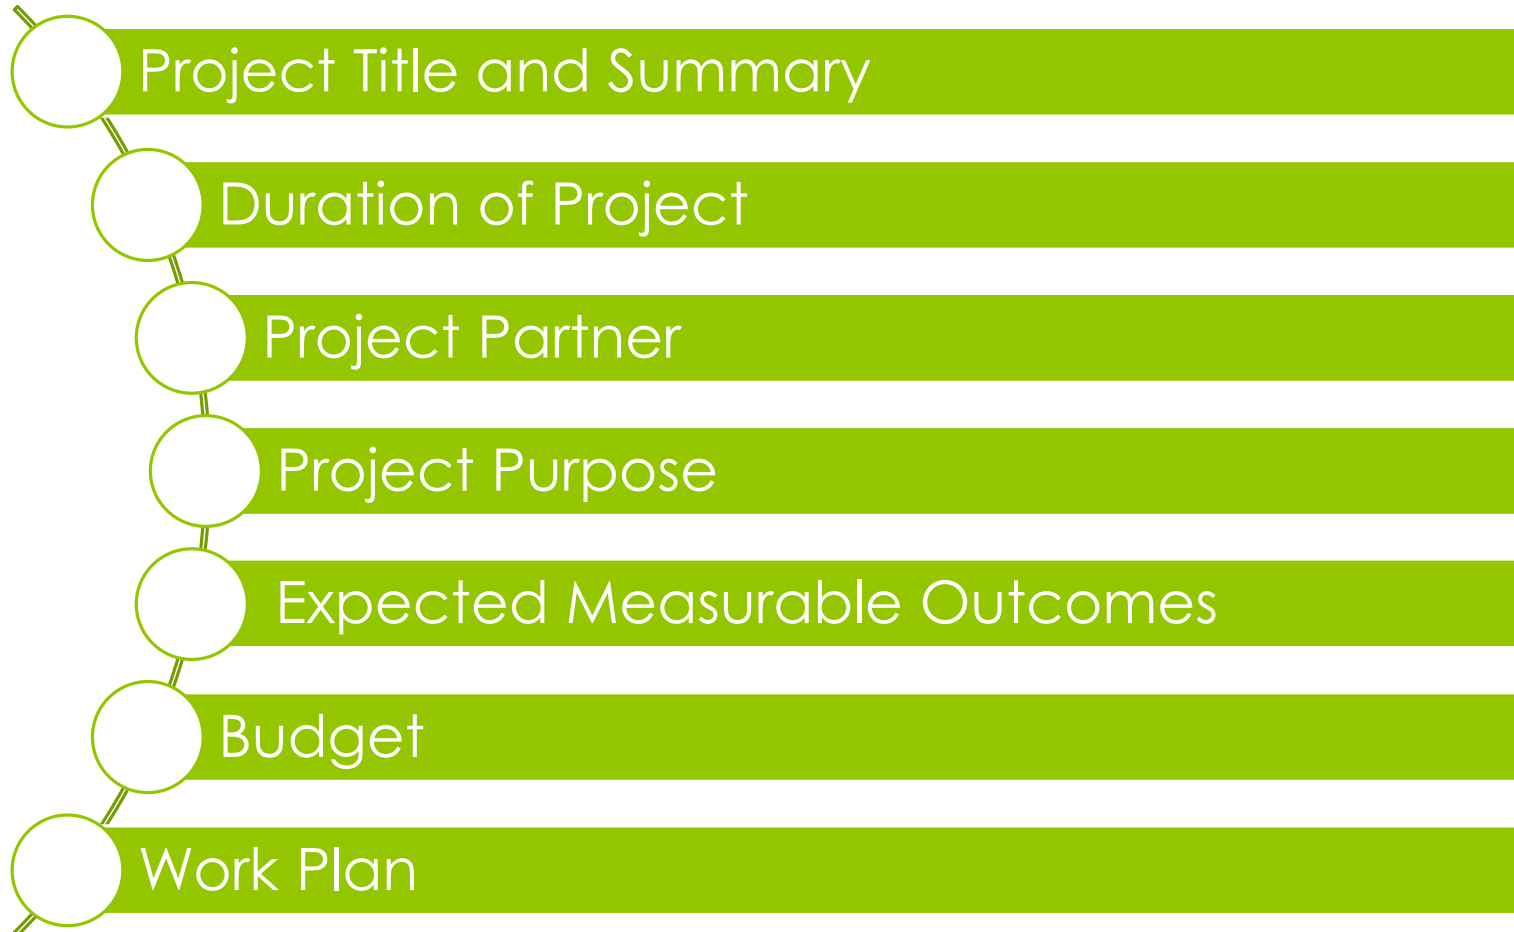 Project Title and Summary
Duration of Project
Project Partner
Project Purpose
Expected Measurable Outcomes
Budget
Work Plan